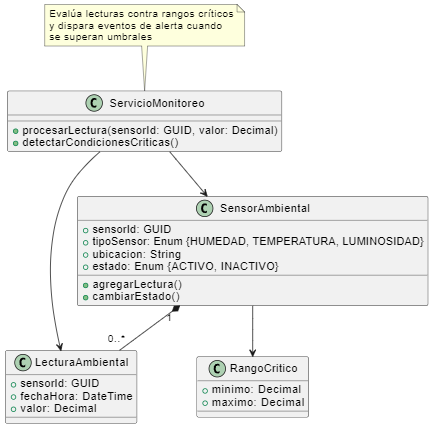 Evalúa lecturas contra rangos críticos
y dispara eventos de alerta cuando
se superan umbrales
C ServicioMonitoreo
procesarLectura(sensorId: GUID, valor: Decimal)
detectarCondicionesCriticas()
C SensorAmbiental
sensorId: GUID
tipoSensor: Enum {HUMEDAD, TEMPERATURA, LUMINOSIDAD}
ubicacion: String
estado: Enum {ACTIVO, INACTIVO}
agregarLectura()
cambiarEstado()
1
0..*
C LecturaAmbiental
sensorId: GUID
fechaHora: DateTime
valor: Decimal
C RangoCritico
minimo: Decimal
maximo: Decimal